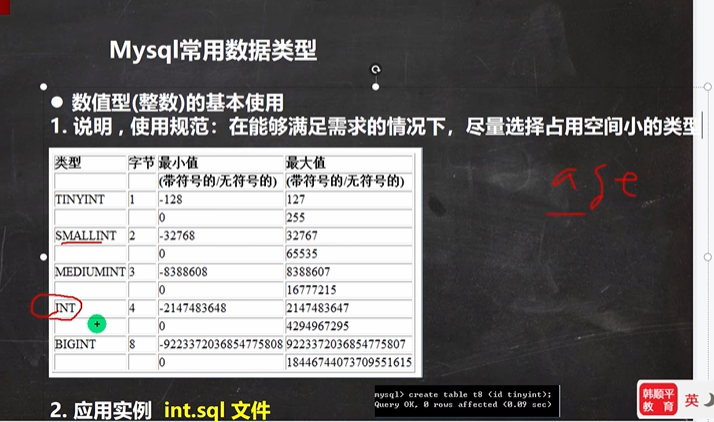 Mysql常用数据类型
● 数值型(整数)的基本使用
1. 说明，使用规范：在能够满足需求的情况下，尽量选择占用空间小的类型
类型 字节 最小值 最大值
(带符号的/无符号的) (带符号的/无符号的)
TINYINT 1 -128 127
0 255
SMALLINT 2 -32768 32767
0 65535
MEDIUMINT 3 -8388608 8388607
0 16777215
INT 4 -2147483648 2147483647
0 4294967295
BIGINT 8 -9223372036854775808 9223372036854775807
0 18446744073709551615
age
2. 应用实例 int.sql 文件
mysql> create table t8 (id tinyint);
Query OK, 0 rows affected (0.09 sec)
韩顺平
教育
英